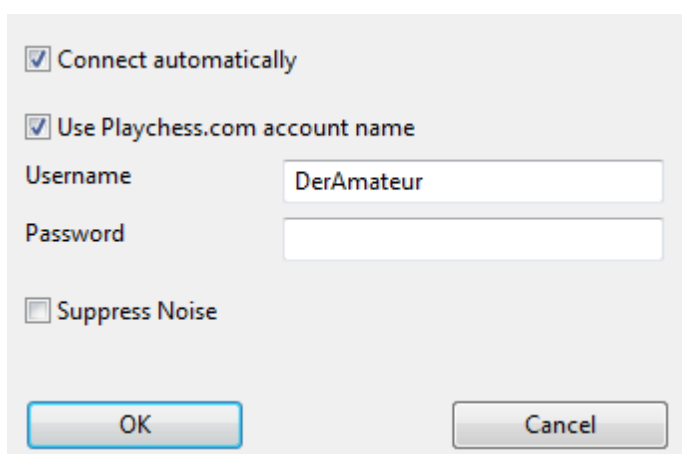 Connect automatically
Use Playchess.com account name
Username DerAmateur
Password
Suppress Noise
OK Cancel